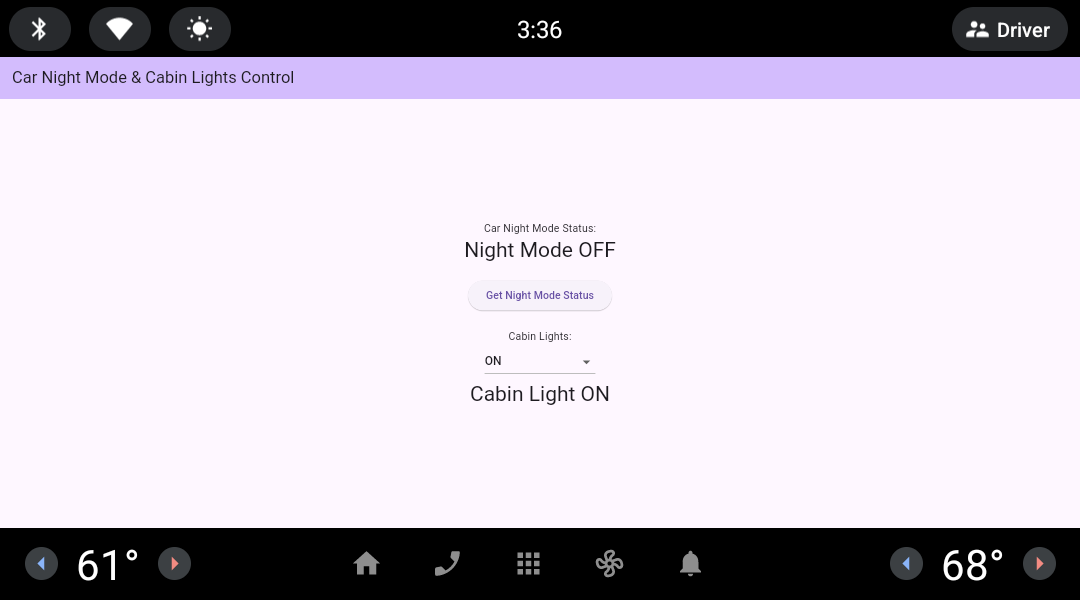 3:36
Driver
Car Night Mode & Cabin Lights Control
Car Night Mode Status:
Night Mode OFF
Get Night Mode Status
Cabin Lights:
ON
Cabin Light ON
61°
68°